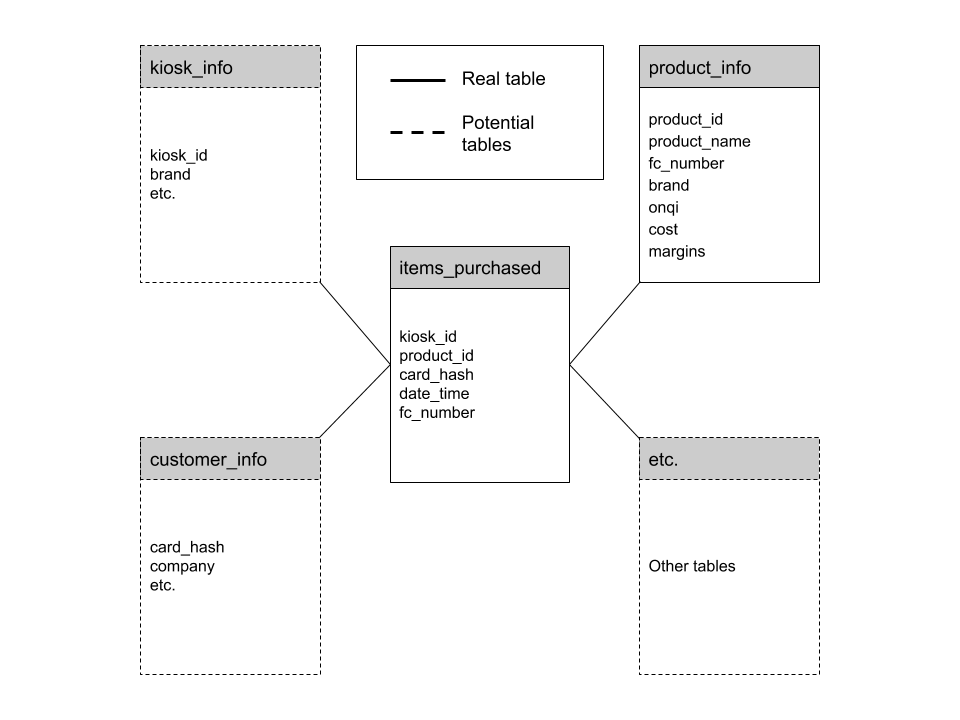 kiosk_info
kiosk_id
brand
etc.
Real table
Potential
tables
product_info
product_id
product_name
fc_number
brand
onqi
cost
margins
items_purchased
kiosk_id
product_id
card_hash
date_time
fc_number
customer_info
card_hash
company
etc.
etc.
Other tables